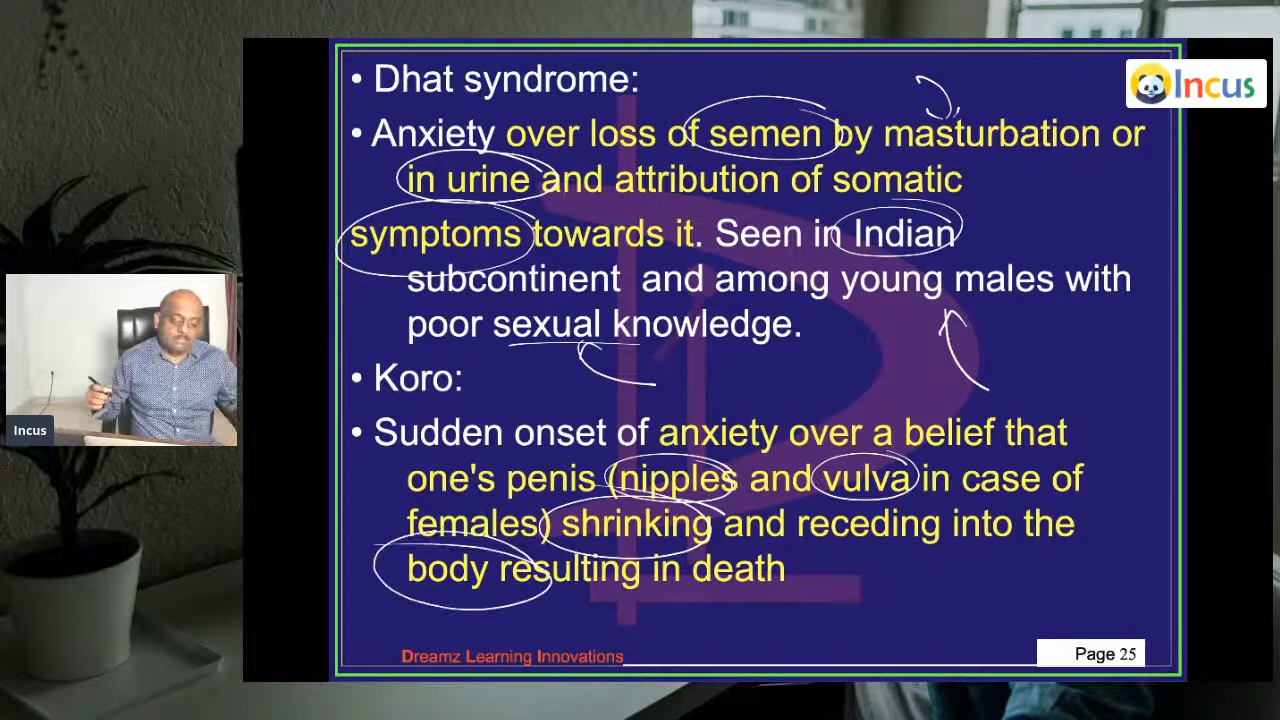 • Dhat syndrome:
• Anxiety over loss of semen by masturbation or
in urine and attribution of somatic
symptoms towards it. Seen in Indian
subcontinent and among young males with
poor sexual knowledge.
• Koro:
• Sudden onset of anxiety over a belief that
one's penis (nipples and vulva in case of
females) shrinking and receding into the
body resulting in death
Dreamz Learning Innovations
Page 25
Incus
Incus